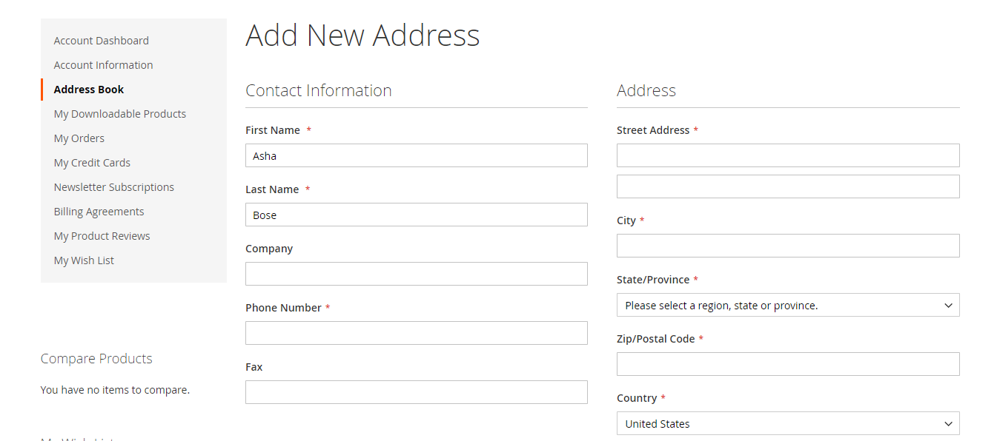 Account Dashboard
Account Information
Address Book
My Downloadable Products
My Orders
My Credit Cards
Newsletter Subscriptions
Billing Agreements
My Product Reviews
My Wish List
Compare Products
You have no items to compare.
My Wish List
Add New Address
Contact Information
First Name *
Asha
Last Name *
Bose
Company
Phone Number *
Fax
Address
Street Address *
City *
State/Province *
Please select a region, state or province.
Zip/Postal Code *
Country *
United States